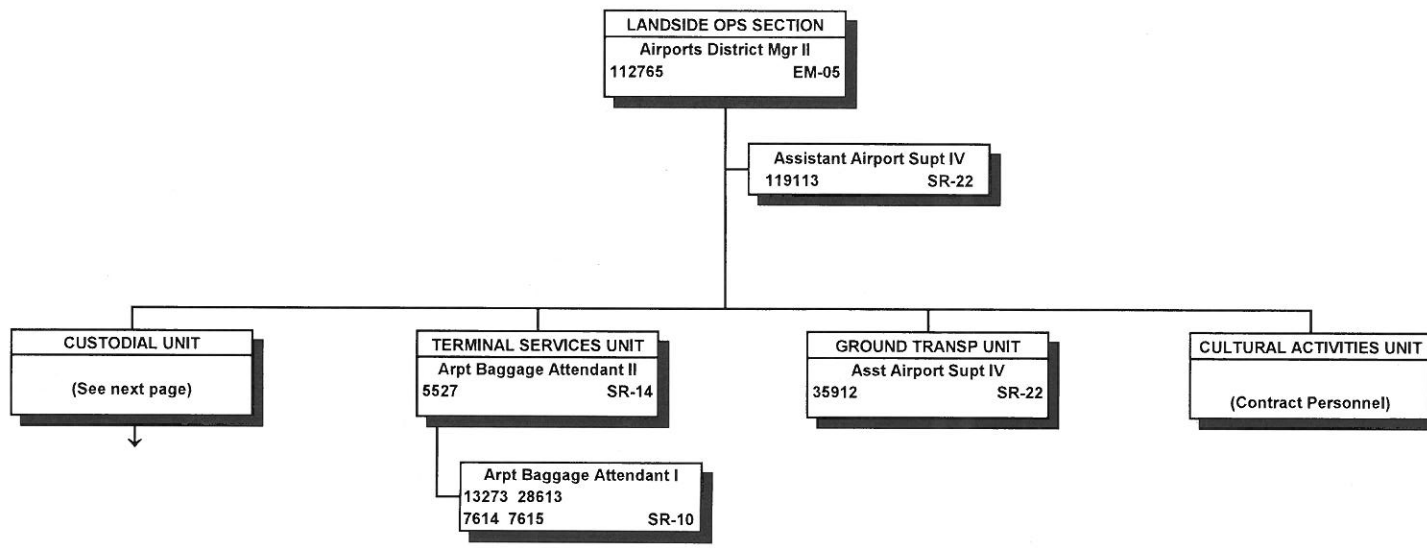 LANDSIDE OPS SECTION
Airports District Mgr II
112765 EM-05
Assistant Airport Supt IV
119113 SR-22
CUSTODIAL UNIT
(See next page)
TERMINAL SERVICES UNIT
Arpt Baggage Attendant II
5527 SR-14
Arpt Baggage Attendant I
13273 28613
7614 7615 SR-10
GROUND TRANSP UNIT
Asst Airport Supt IV
35912 SR-22
CULTURAL ACTIVITIES UNIT
(Contract Personnel)